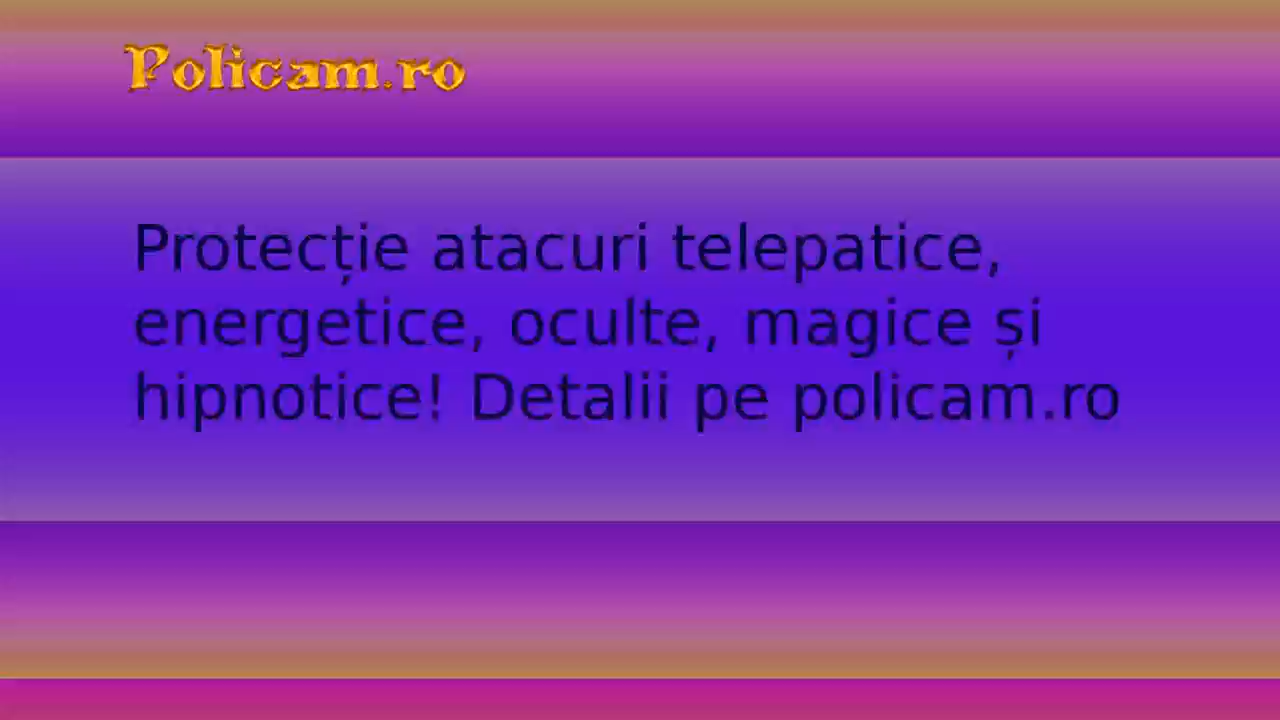 Policam.ro
Protecție atacuri telepatice,
energetice, oculte, magice și
hipnotice! Detalii pe policam.ro